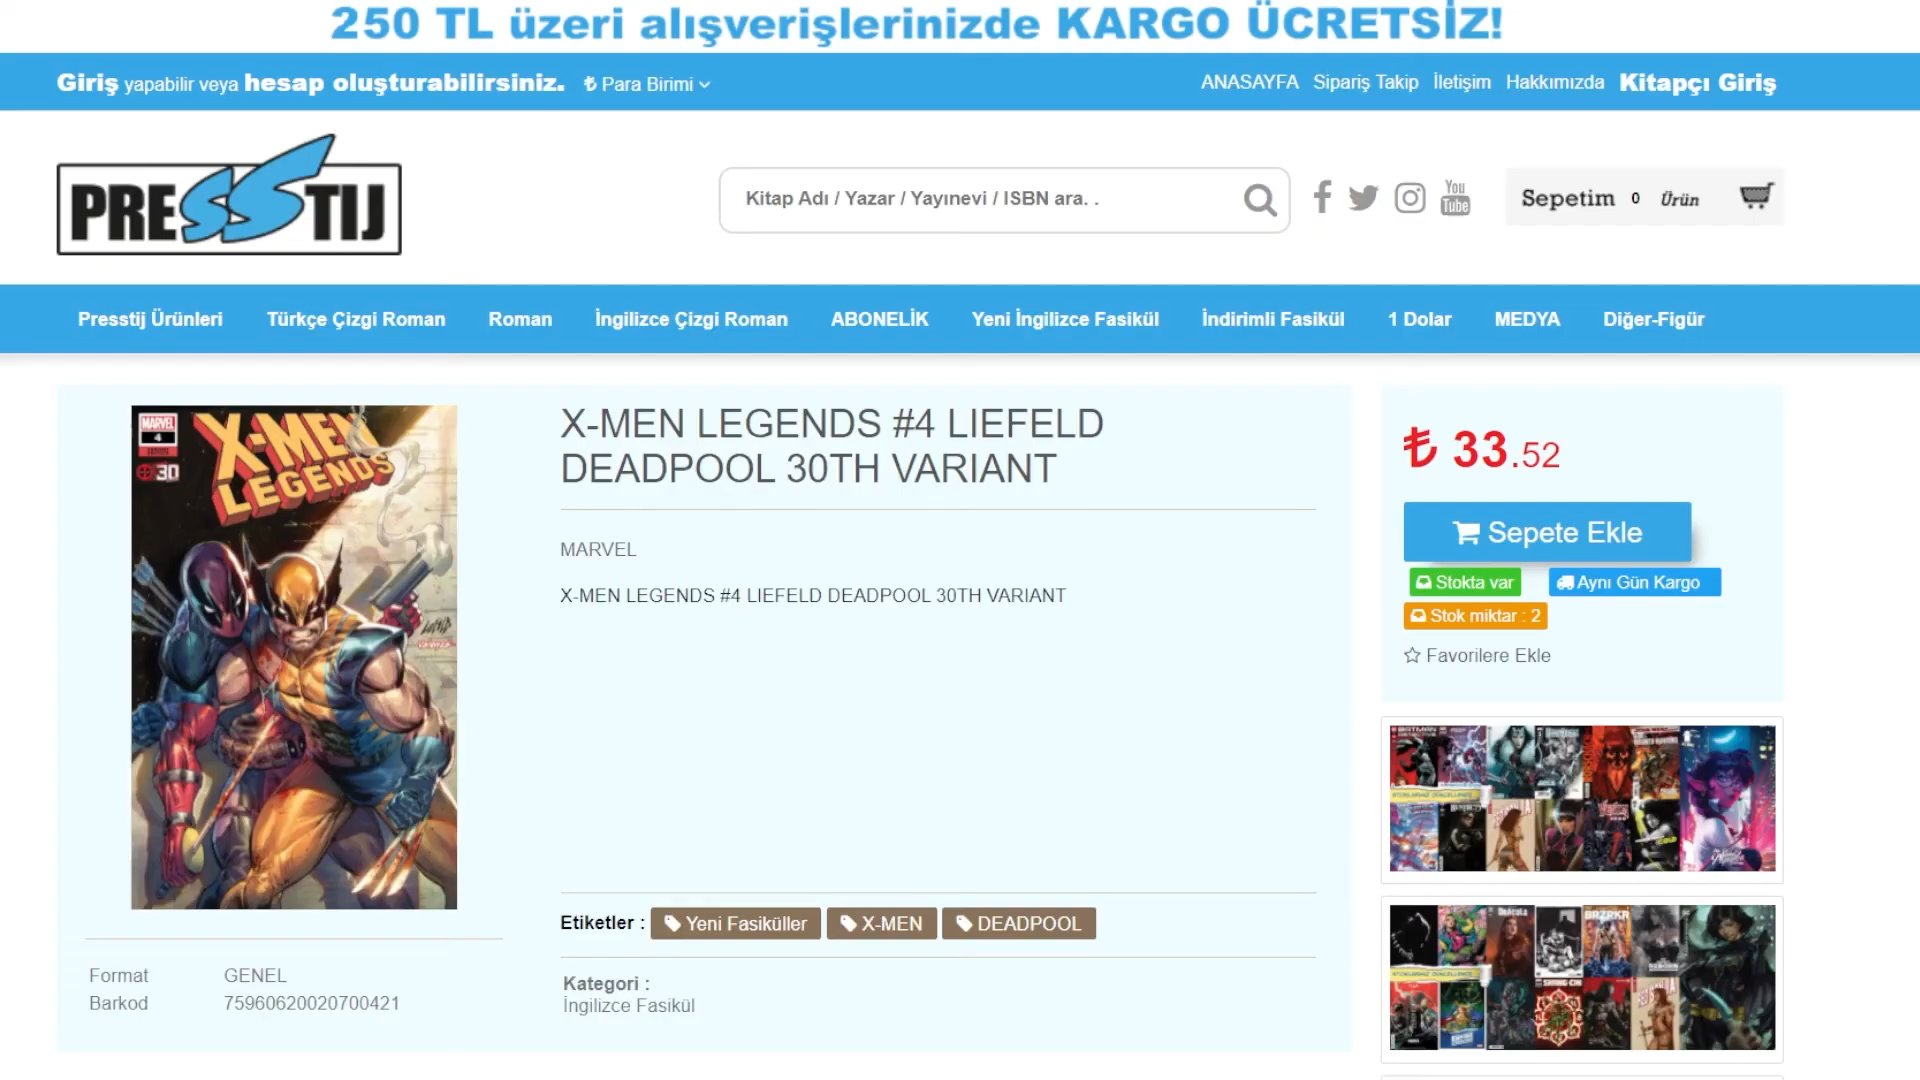 250 TL üzeri alışverişlerinizde KARGO ÜCRETSİZ!
Giriş yapabilir veya hesap oluşturabilirsiniz. ₺ Para Birimi
ANASAYFA Sipariş Takip İletişim Hakkımızda Kitapçı Giriş
PRESSTIJ
Kitap Adı / Yazar / Yayınevi / ISBN ara. .
You
Tube
Sepetim 0 Ürün
Presstij Ürünleri Türkçe Çizgi Roman Roman İngilizce Çizgi Roman ABONELİK Yeni İngilizce Fasikül İndirimli Fasikül 1 Dolar MEDYA Diğer-Figür
MARVEL
4
30
X-MEN
LEGENDS
X-MEN LEGENDS #4 LIEFELD
DEADPOOL 30TH VARIANT
MARVEL
X-MEN LEGENDS #4 LIEFELD DEADPOOL 30TH VARIANT
Etiketler : Yeni Fasiküller X-MEN DEADPOOL
Kategori :
İngilizce Fasikül
Format GENEL
Barkod 75960620020700421
₺ 33.52
Sepete Ekle
Stokta var Aynı Gün Kargo
Stok miktar : 2
Favorilere Ekle